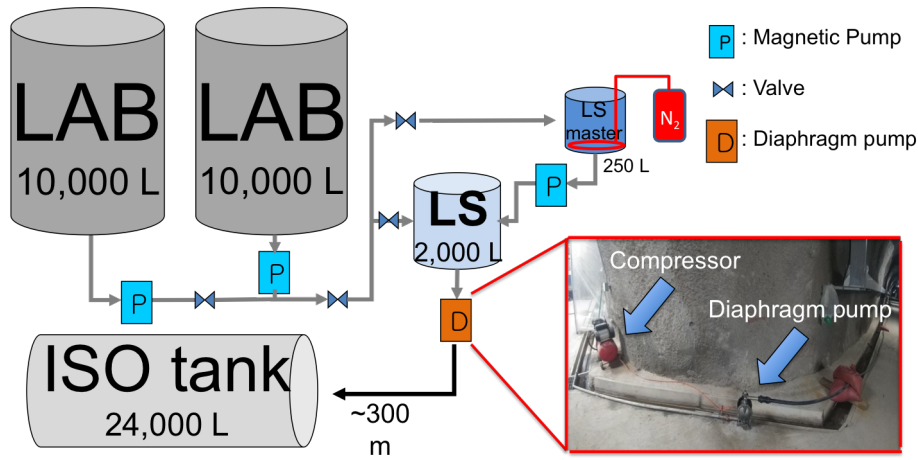 LAB
10,000 L
LAB
10,000 L
LS
master
N2
250 L
P
: Magnetic Pump
: Valve
D
: Diaphragm pump
P
LS
2,000 L
P
P
D
ISO tank
24,000 L
~300
m
Compressor
Diaphragm pump